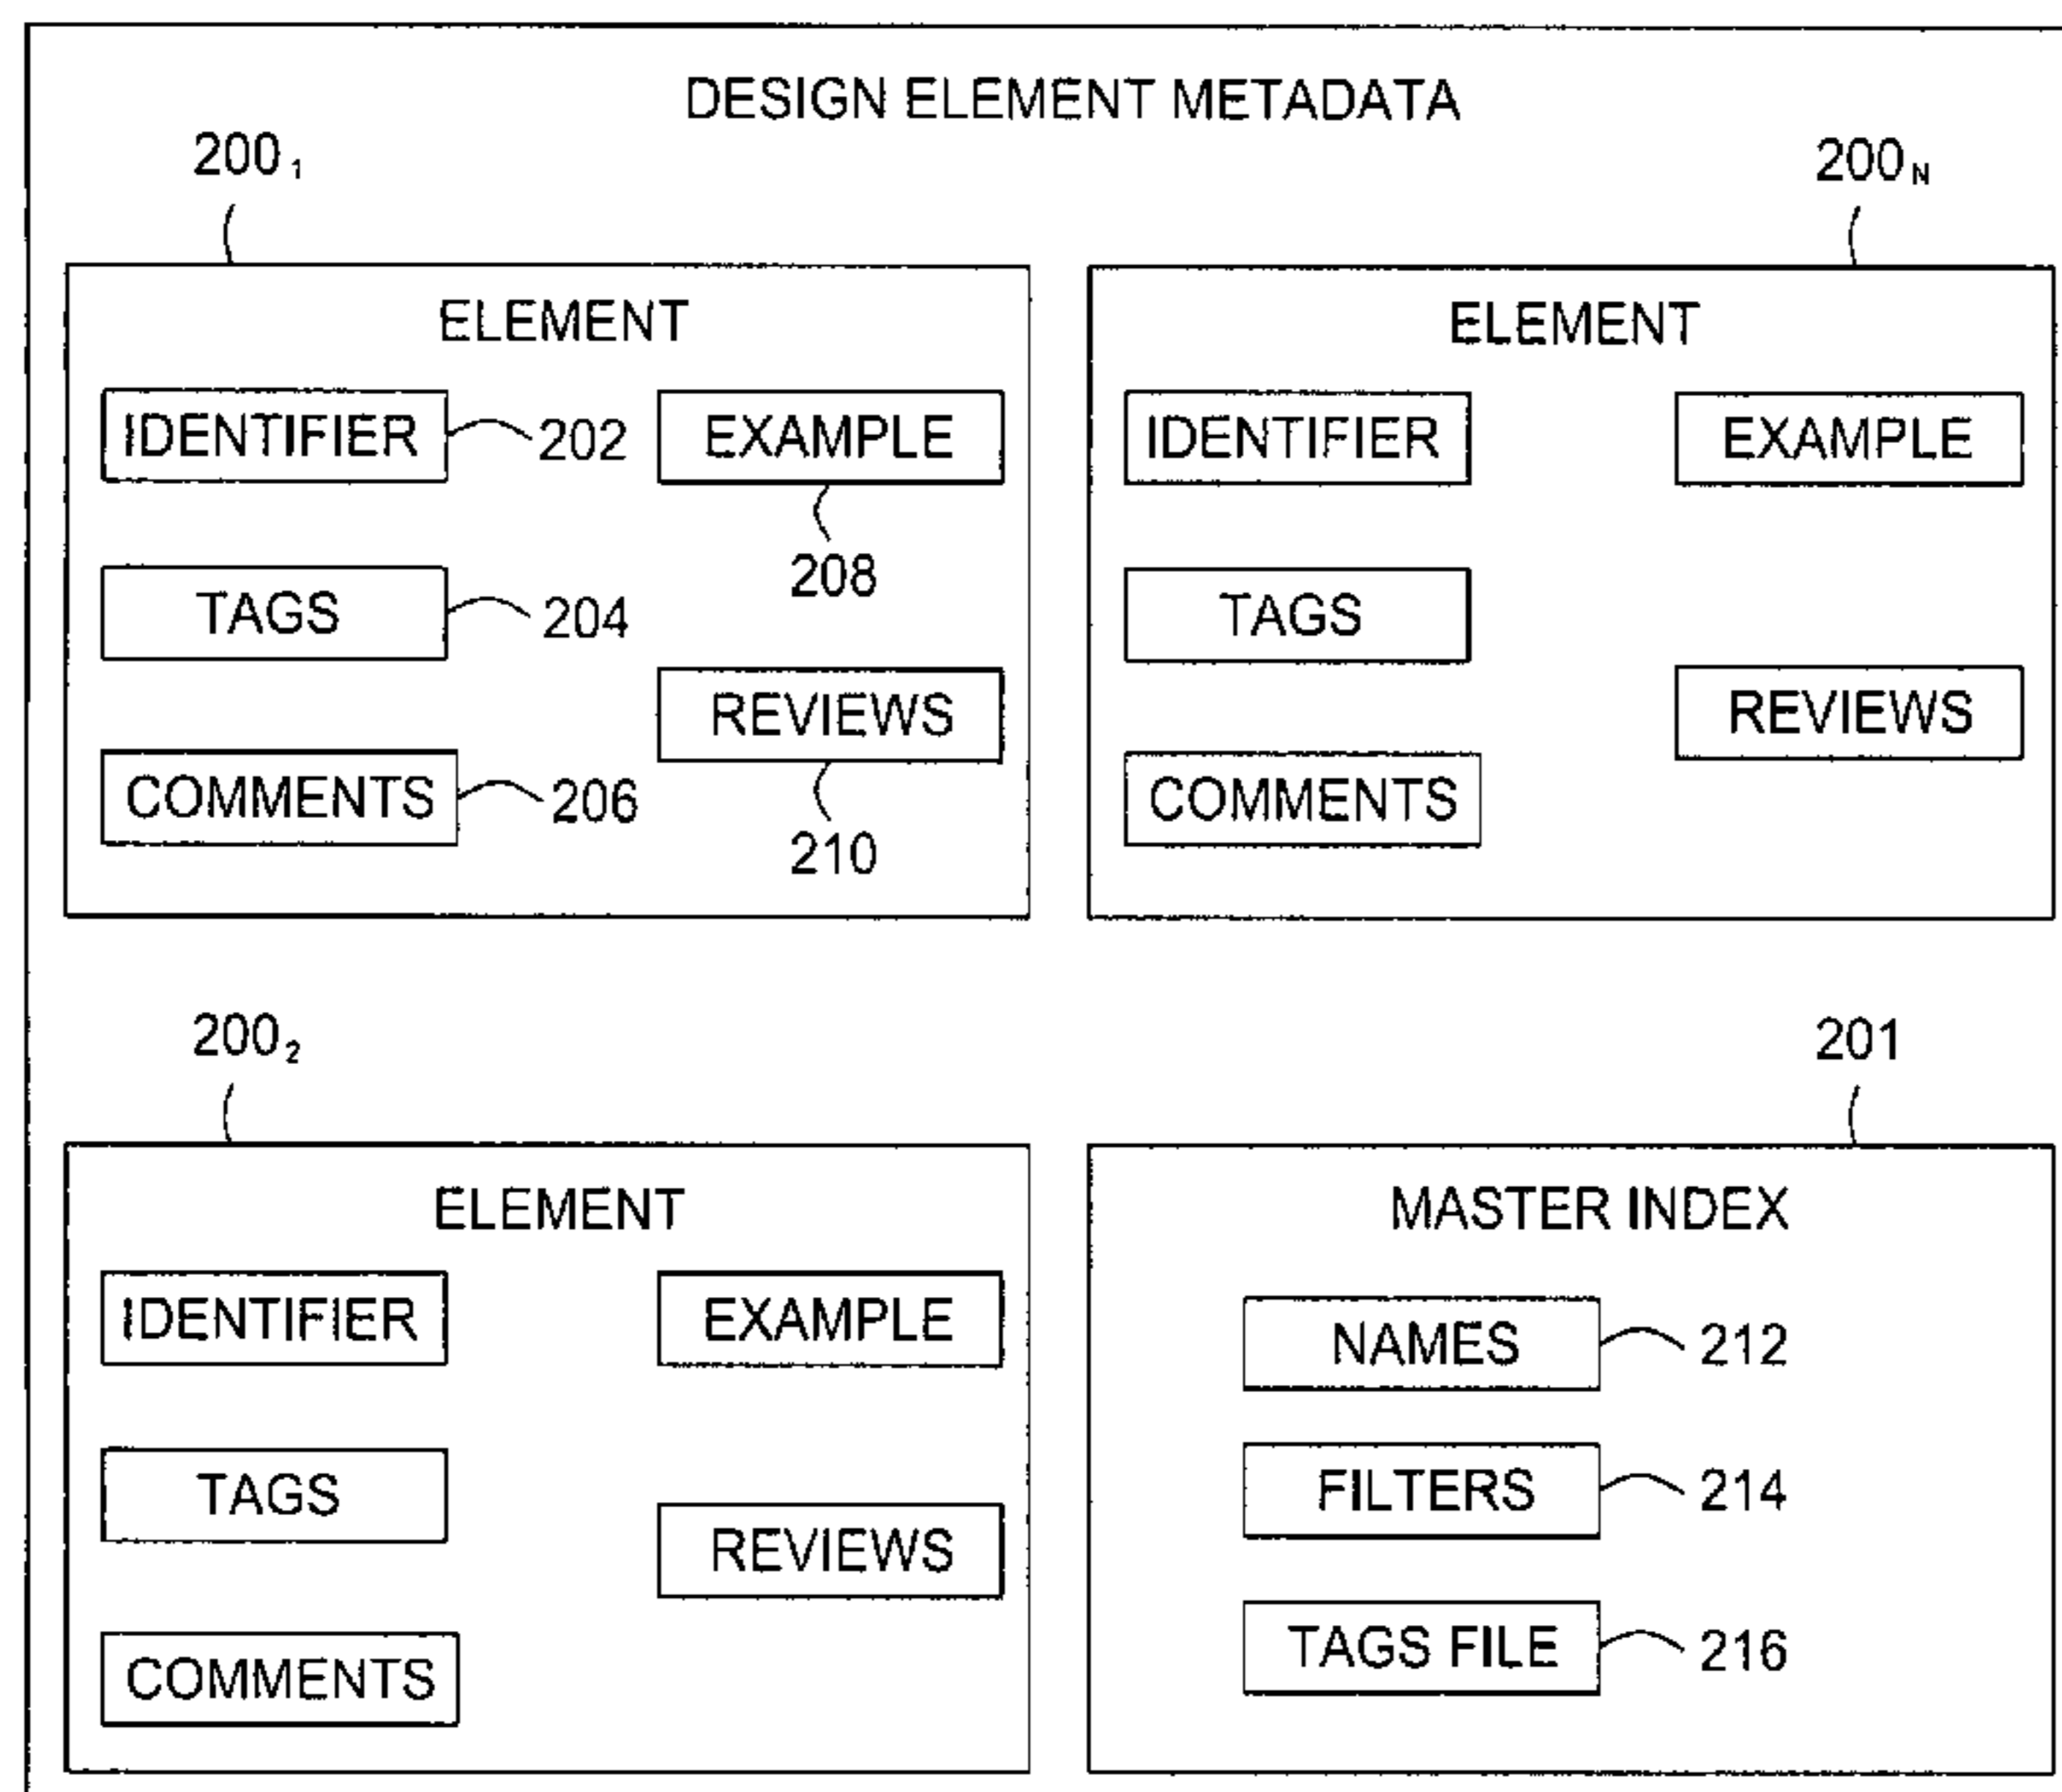 DESIGN ELEMENT METADATA
200₁
ELEMENT
IDENTIFIER 202
EXAMPLE
208
TAGS 204
REVIEWS
210
COMMENTS 206
200N
ELEMENT
IDENTIFIER
EXAMPLE
TAGS
REVIEWS
COMMENTS
200₂
ELEMENT
IDENTIFIER
EXAMPLE
TAGS
REVIEWS
COMMENTS
201
MASTER INDEX
NAMES 212
FILTERS 214
TAGS FILE 216